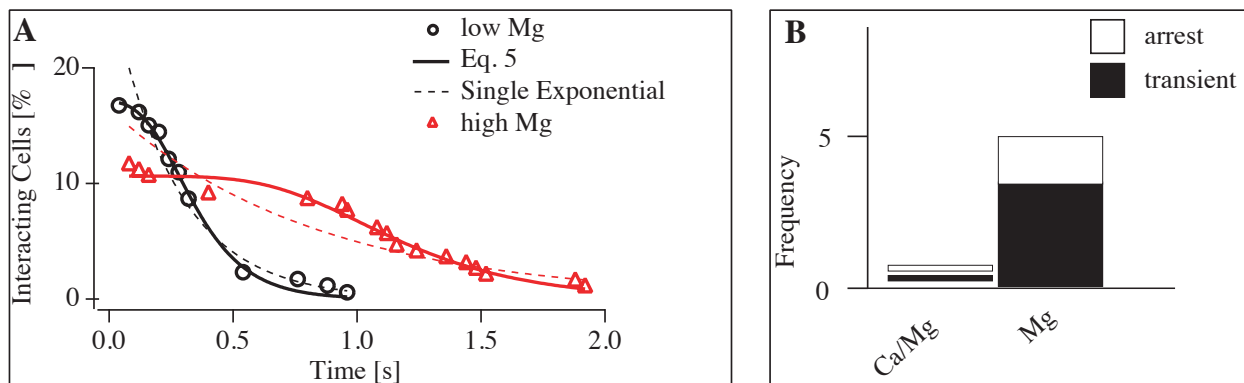 A
low Mg
Eq. 5
Single Exponential
high Mg
Interacting Cells [% ]
20
10
0
0.0 0.5 1.0 1.5 2.0
Time [s]
B
arrest
transient
Frequency
5
0
Ca/Mg
Mg